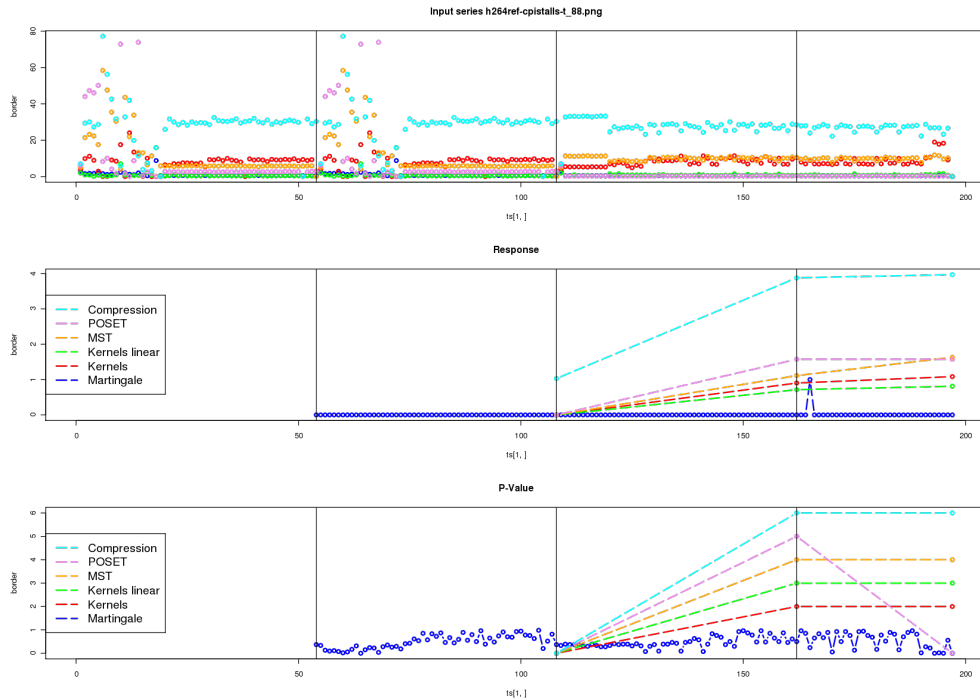 Input series h264ref-cpistalls-t_88.png
border
80
60
40
20
0
0
50
100
150
200
ts[1, ]
Response
border
4
3
2
1
0
Compression
POSET
MST
Kernels linear
Kernels
Martingale
0
50
100
150
200
ts[1, ]
P-Value
border
6
5
4
3
2
1
0
Compression
POSET
MST
Kernels linear
Kernels
Martingale
0
50
100
150
200
ts[1, ]